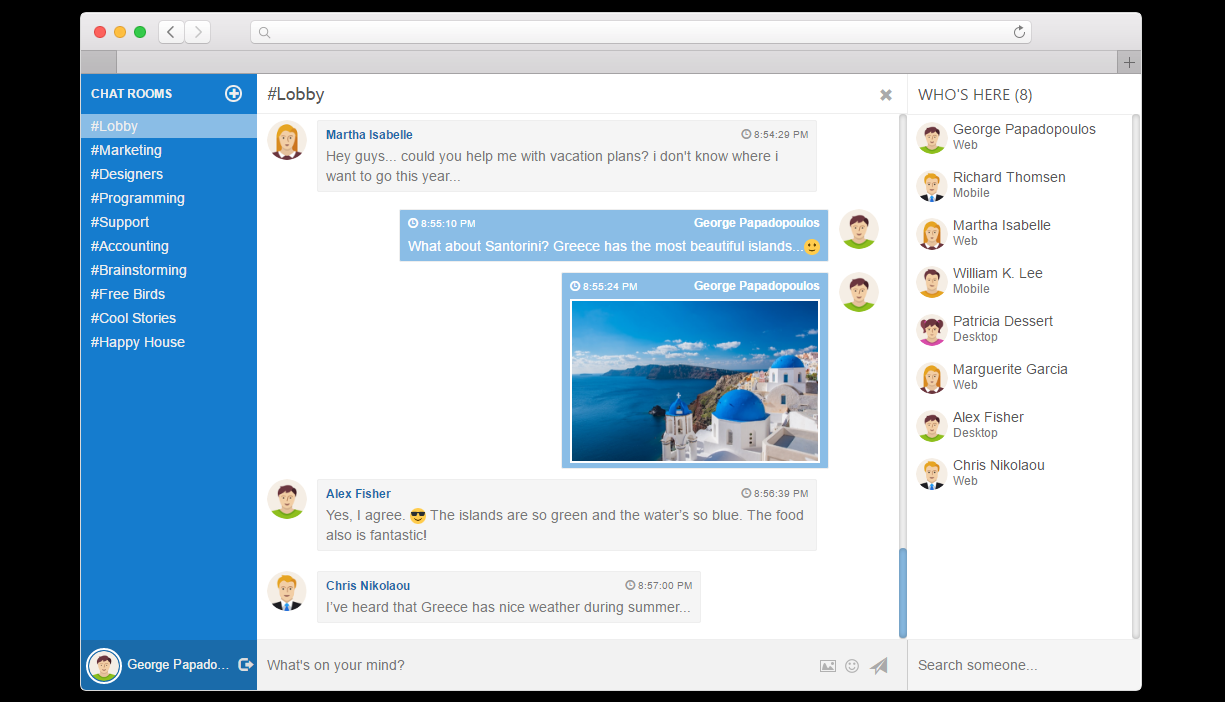 CHAT ROOMS
#Lobby
#Marketing
#Designers
#Programming
#Support
#Accounting
#Brainstorming
#Free Birds
#Cool Stories
#Happy House
George Papado...
#Lobby
Martha Isabelle 8:54:29 PM
Hey guys... could you help me with vacation plans? i don't know where i
want to go this year...
8:55:10 PM George Papadopoulos
What about Santorini? Greece has the most beautiful islands...🙂
8:55:24 PM George Papadopoulos
Alex Fisher 8:56:39 PM
Yes, I agree. 😎 The islands are so green and the water's so blue. The food
also is fantastic!
Chris Nikolaou 8:57:00 PM
I've heard that Greece has nice weather during summer...
What's on your mind?
WHO'S HERE (8)
George Papadopoulos
Web
Richard Thomsen
Mobile
Martha Isabelle
Web
William K. Lee
Mobile
Patricia Dessert
Desktop
Marguerite Garcia
Web
Alex Fisher
Desktop
Chris Nikolaou
Web
Search someone...